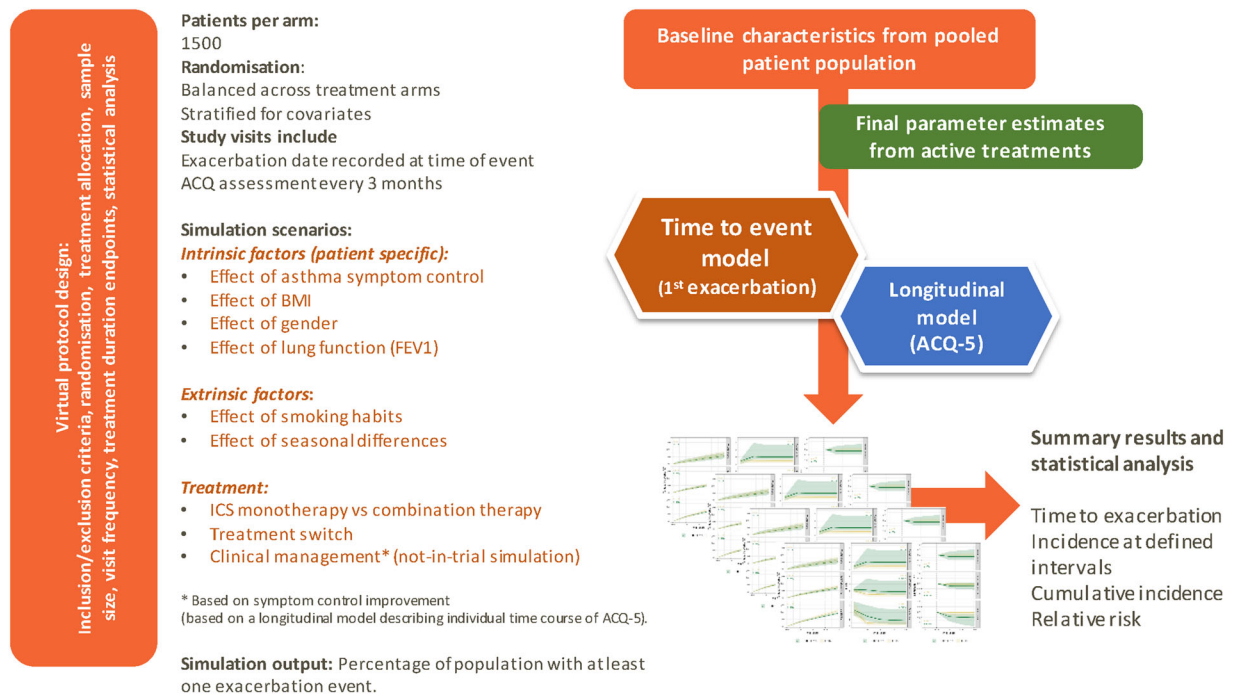 Virtual protocol design:
Inclusion/exclusion criteria, randomisation, treatment allocation, sample
size, visit frequency, treatment duration endpoints, statistical analysis
Patients per arm:
1500
Randomisation:
Balanced across treatment arms
Stratified for covariates
Study visits include
Exacerbation date recorded at time of event
ACQ assessment every 3 months
Simulation scenarios:
Intrinsic factors (patient specific):
• Effect of asthma symptom control
• Effect of BMI
• Effect of gender
• Effect of lung function (FEV1)
Extrinsic factors:
• Effect of smoking habits
• Effect of seasonal differences
Treatment:
• ICS monotherapy vs combination therapy
• Treatment switch
• Clinical management* (not-in-trial simulation)
* Based on symptom control improvement
(based on a longitudinal model describing individual time course of ACQ-5).
Simulation output: Percentage of population with at least
one exacerbation event.
Baseline characteristics from pooled
patient population
Final parameter estimates
from active treatments
Time to event
model
(1st exacerbation)
Longitudinal
model
(ACQ-5)
Summary results and
statistical analysis
Time to exacerbation
Incidence at defined
intervals
Cumulative incidence
Relative risk